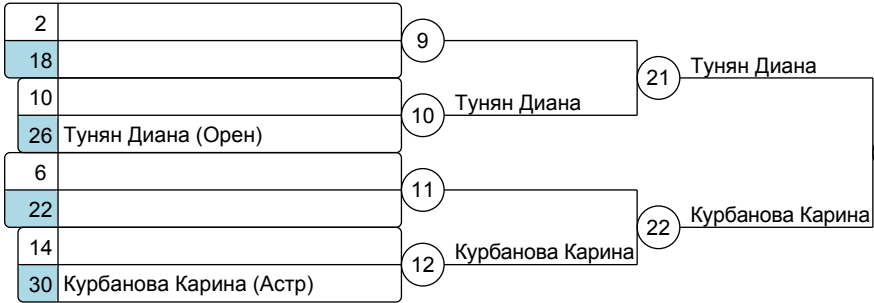 2
9
18
21 Тунян Диана
10
10 Тунян Диана
26 Тунян Диана (Орен)
6
11
22
22 Курбанова Карина
14
12 Курбанова Карина
30 Курбанова Карина (Астр)